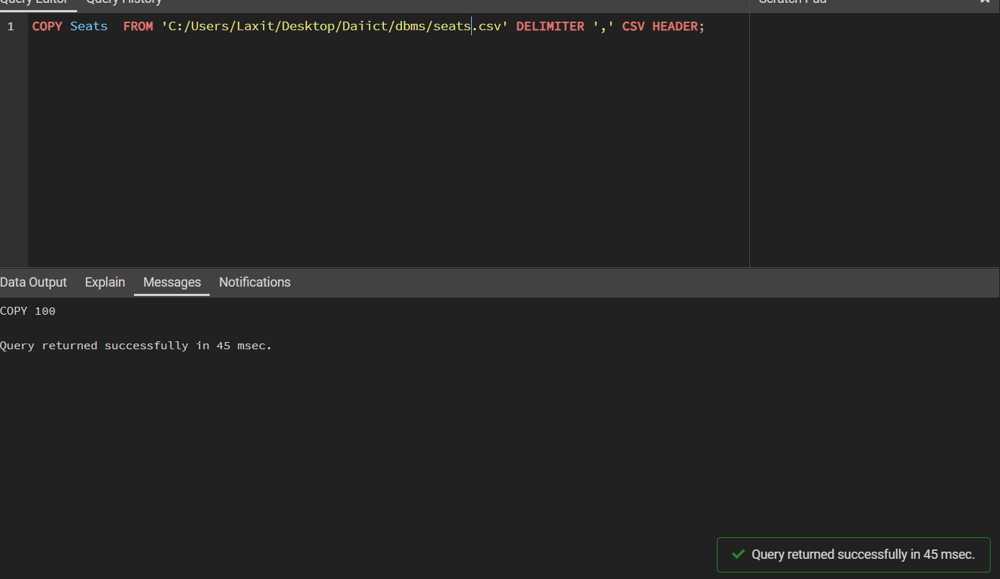 Query Editor Query History Scratch Pad
1 COPY Seats  FROM 'C:/Users/Laxit/Desktop/Daiict/dbms/seats.csv' DELIMITER ',' CSV HEADER;
Data Output Explain Messages Notifications
COPY 100
Query returned successfully in 45 msec.
Query returned successfully in 45 msec.